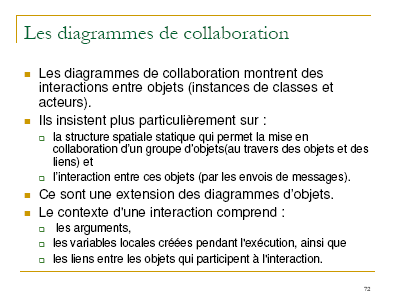 Les diagrammes de collaboration
Les diagrammes de collaboration montrent des
interactions entre objets (instances de classes et
acteurs).
Ils insistent plus particulièrement sur :
la structure spatiale statique qui permet la mise en
collaboration d'un groupe d'objets(au travers des objets et des
liens) et
l'interaction entre ces objets (par les envois de messages).
Ce sont une extension des diagrammes d'objets.
Le contexte d'une interaction comprend :
les arguments,
les variables locales créées pendant l'exécution, ainsi que
les liens entre les objets qui participent à l'interaction.
72